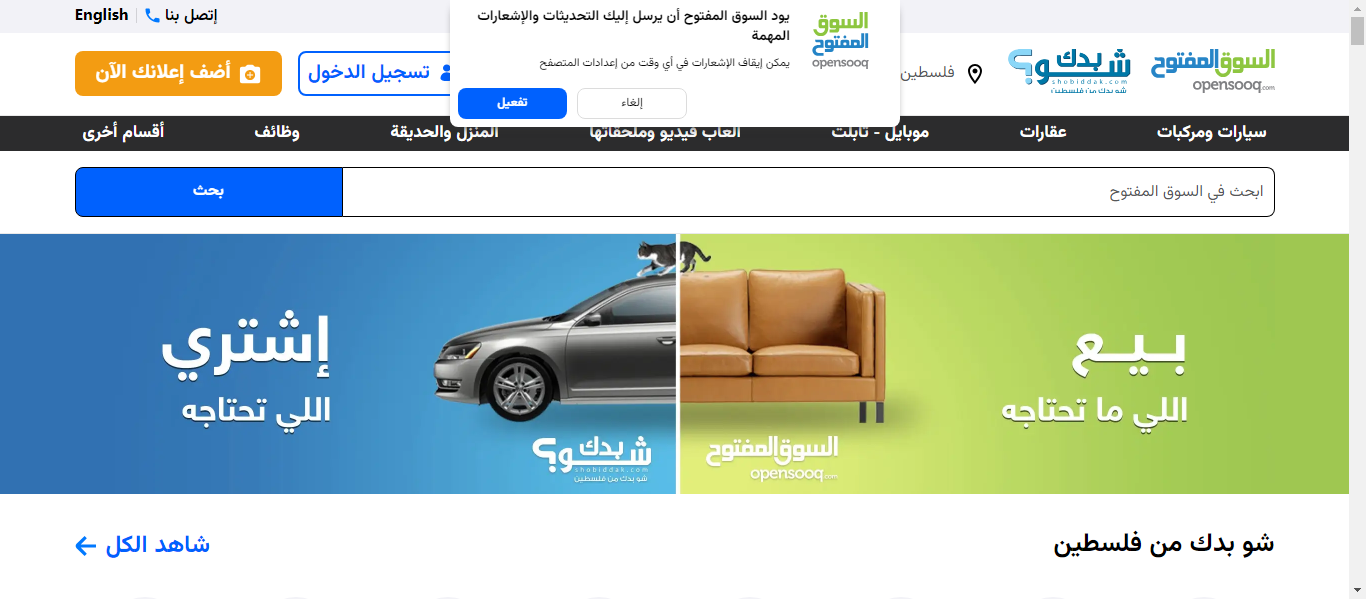 إتصل بنا
English
السوق المفتوح
opensooq.com
شو بدك؟
shobiddak.com
شو بدك من فلسطين
فلسطين
السوق
المفتوح
opensooq
يود السوق المفتوح أن يرسل إليك التحديثات والإشعارات
المهمة
يمكن إيقاف الإشعارات في أي وقت من إعدادات المتصفح
إلغاء
تفعيل
تسجيل الدخول
أضف إعلانك الآن
سيارات ومركبات
عقارات
موبايل - تابلت
ألعاب فيديو وملحقاتها
المنزل والحديقة
وظائف
أقسام أخرى
ابحث في السوق المفتوح
بحث
بـيـع
اللي ما تحتاجه
السوق المفتوح
opensooq.com
إشتري
اللي تحتاجه
شو بدك؟
shobiddak.com
شو بدك من فلسطين
شو بدك من فلسطين
شاهد الكل